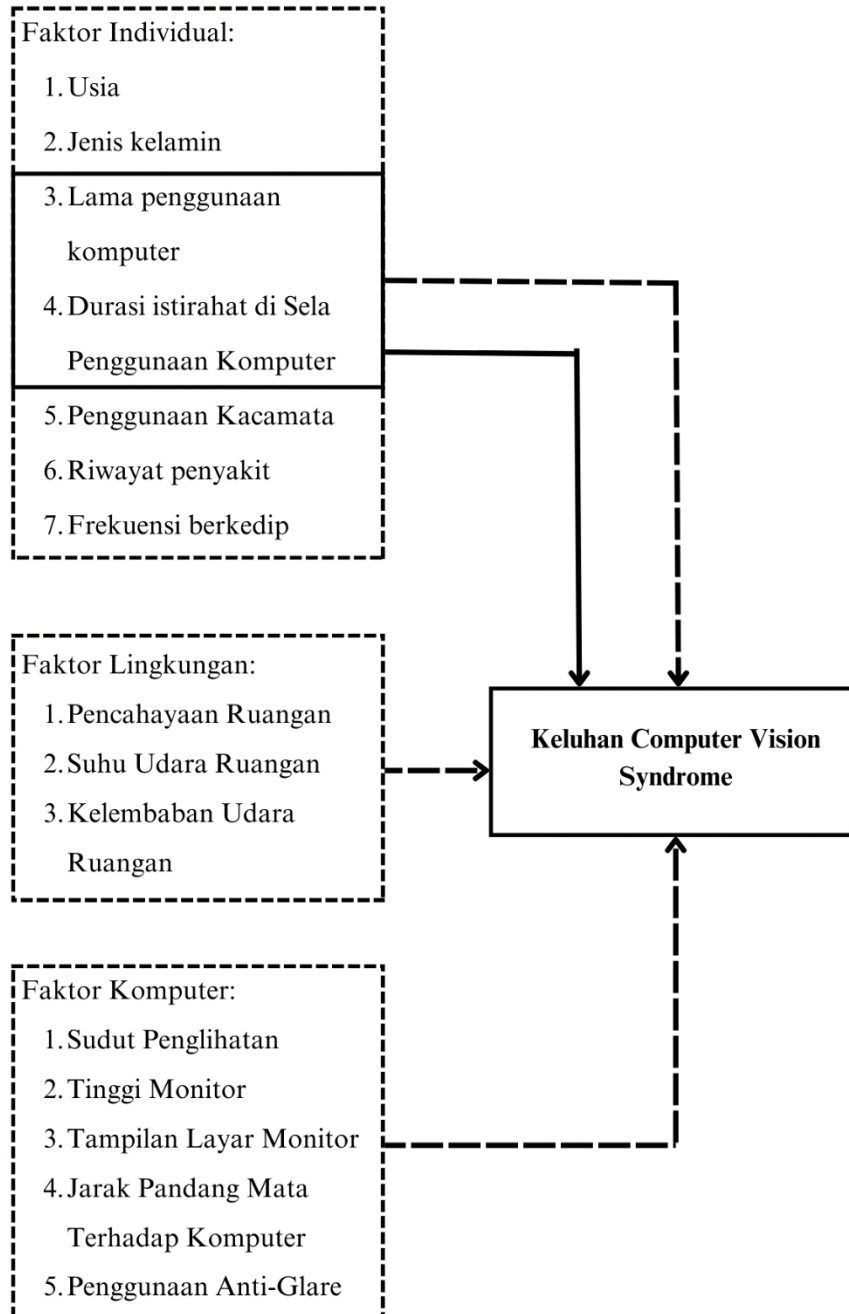 Faktor Individual:
1. Usia
2. Jenis kelamin
3. Lama penggunaan
komputer
4. Durasi istirahat di Sela
Penggunaan Komputer
5. Penggunaan Kacamata
6. Riwayat penyakit
7. Frekuensi berkedip
Faktor Lingkungan:
1. Pencahayaan Ruangan
2. Suhu Udara Ruangan
3. Kelembaban Udara
Ruangan
Keluhan Computer Vision
Syndrome
Faktor Komputer:
1. Sudut Penglihatan
2. Tinggi Monitor
3. Tampilan Layar Monitor
4. Jarak Pandang Mata
Terhadap Komputer
5. Penggunaan Anti-Glare